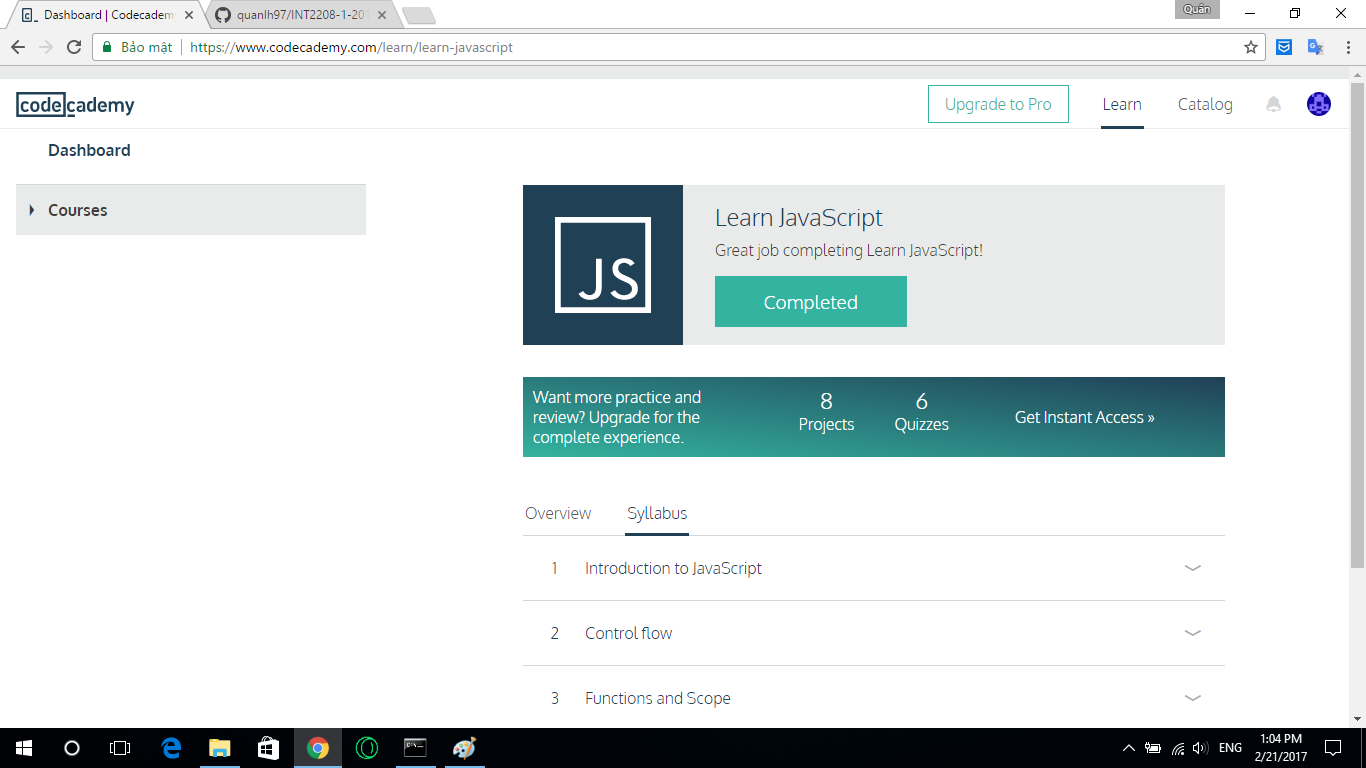 Dashboard | Codecadem
quanlh97/INT2208-1-201
Quân
Bảo mật
https://www.codecademy.com/learn/learn-javascript
codecademy
Upgrade to Pro
Learn
Catalog
Dashboard
Courses
JS
Learn JavaScript
Great job completing Learn JavaScript!
Completed
Want more practice and
review? Upgrade for the
complete experience.
8
Projects
6
Quizzes
Get Instant Access »
Overview
Syllabus
1 Introduction to JavaScript
2 Control flow
3 Functions and Scope
ENG
1:04 PM
2/21/2017